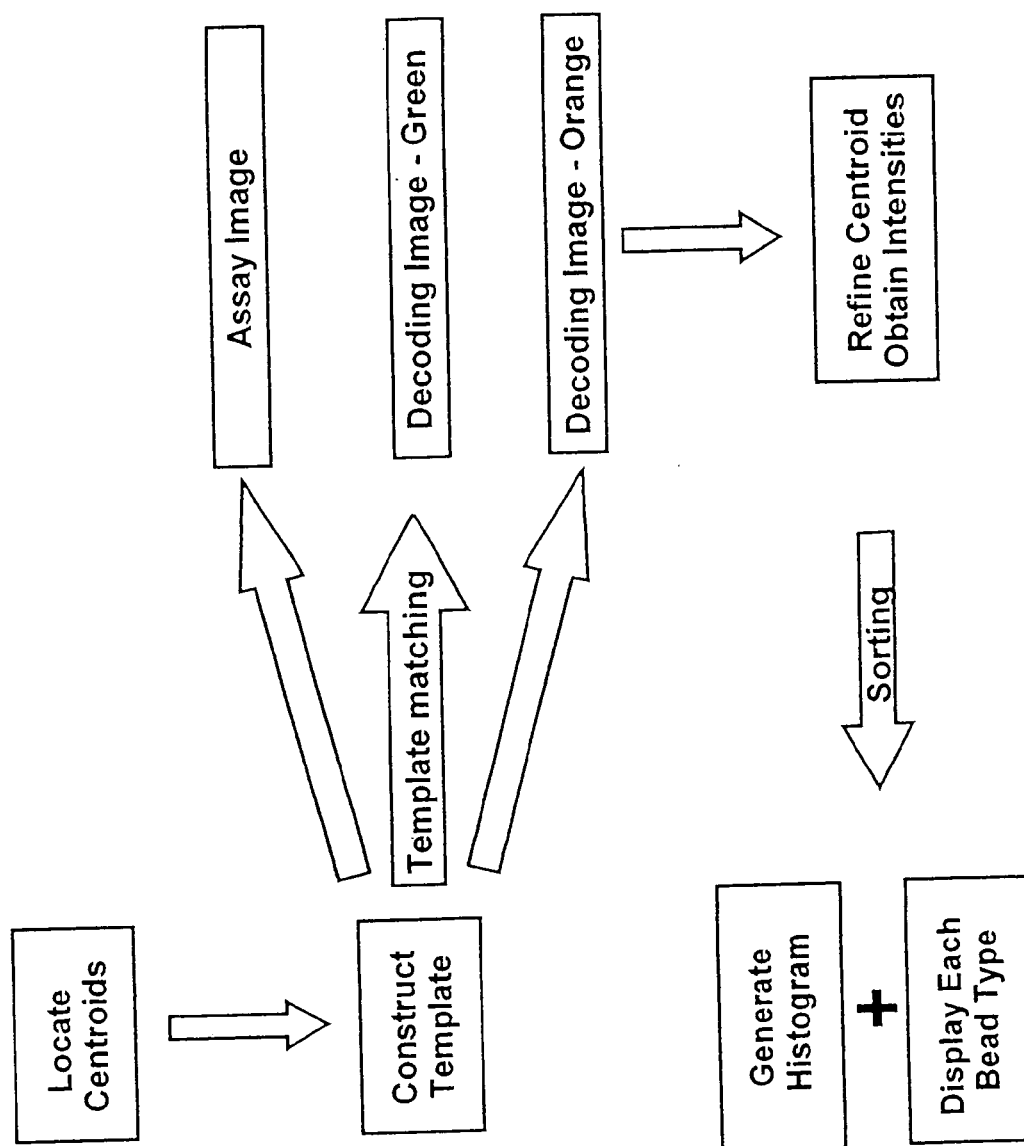 Locate
Centroids
Construct
Template
Template matching
Assay Image
Decoding Image - Green
Decoding Image - Orange
Refine Centroid
Obtain Intensities
Sorting
Generate
Histogram
+
Display Each
Bead Type